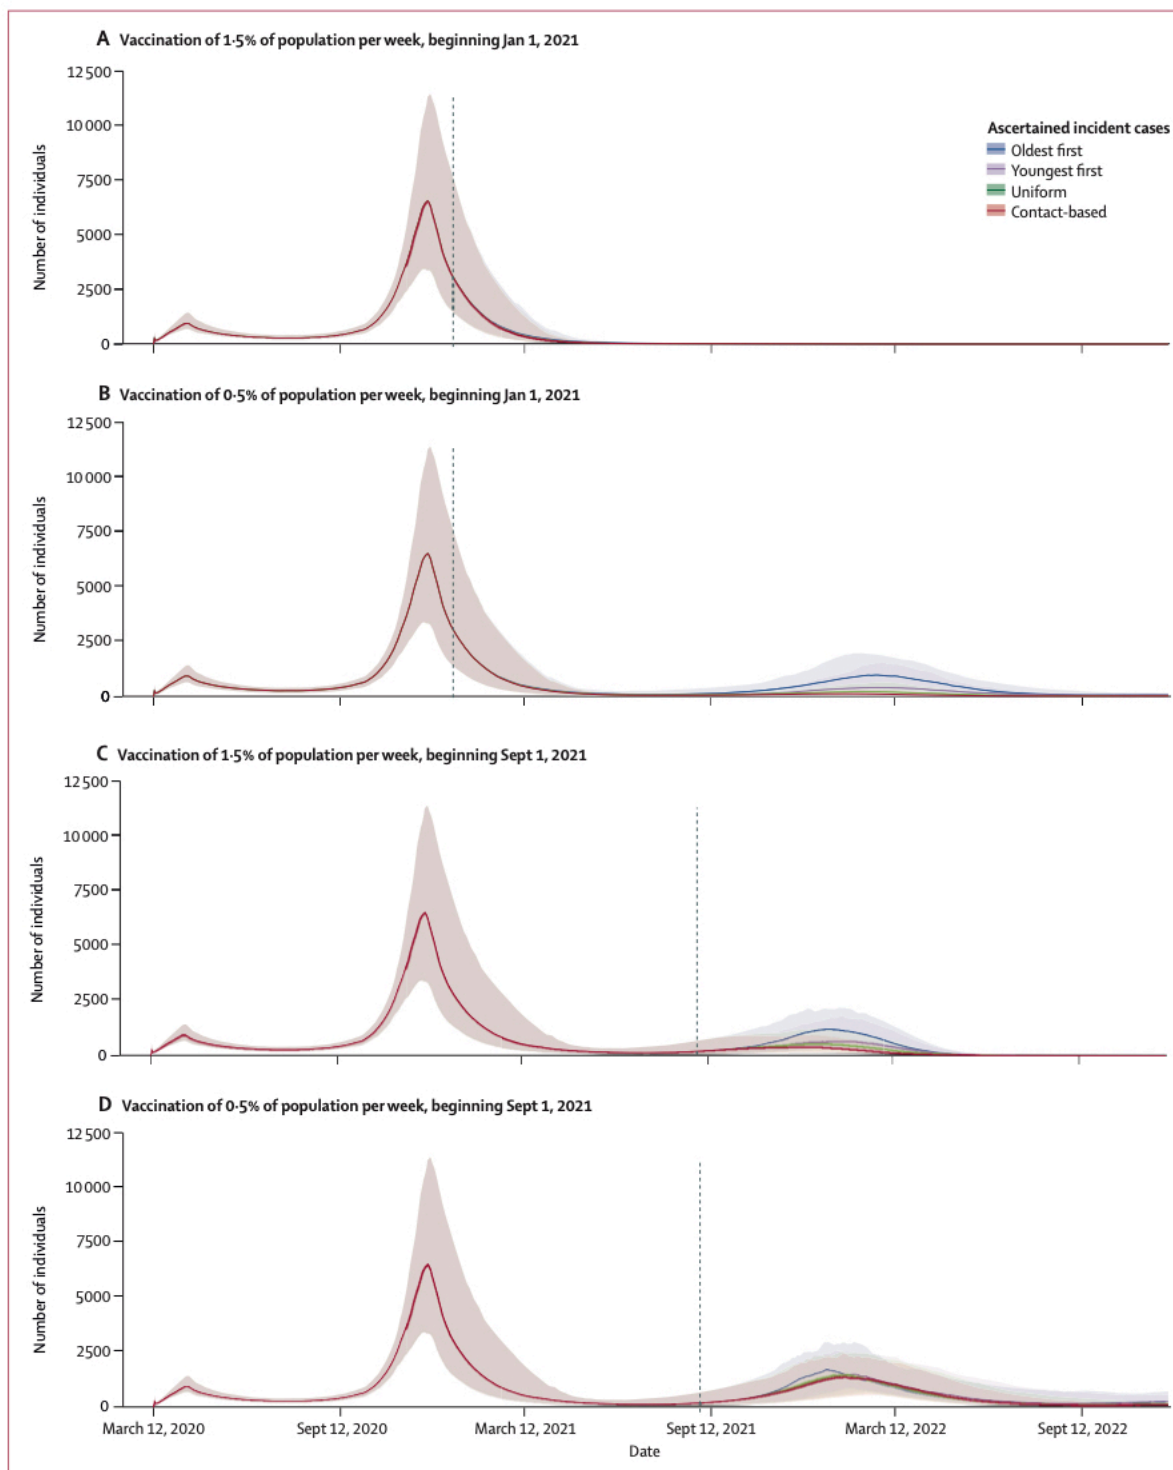 A Vaccination of 1·5% of population per week, beginning Jan 1, 2021
12 500
10 000
7500
5000
2500
0
Number of individuals
Ascertained incident cases
Oldest first
Youngest first
Uniform
Contact-based
B Vaccination of 0·5% of population per week, beginning Jan 1, 2021
12 500
10 000
7500
5000
2500
0
Number of individuals
C Vaccination of 1·5% of population per week, beginning Sept 1, 2021
12 500
10 000
7500
5000
2500
0
Number of individuals
D Vaccination of 0·5% of population per week, beginning Sept 1, 2021
12 500
10 000
7500
5000
2500
0
Number of individuals
March 12, 2020 Sept 12, 2020 March 12, 2021 Sept 12, 2021 March 12, 2022 Sept 12, 2022
Date